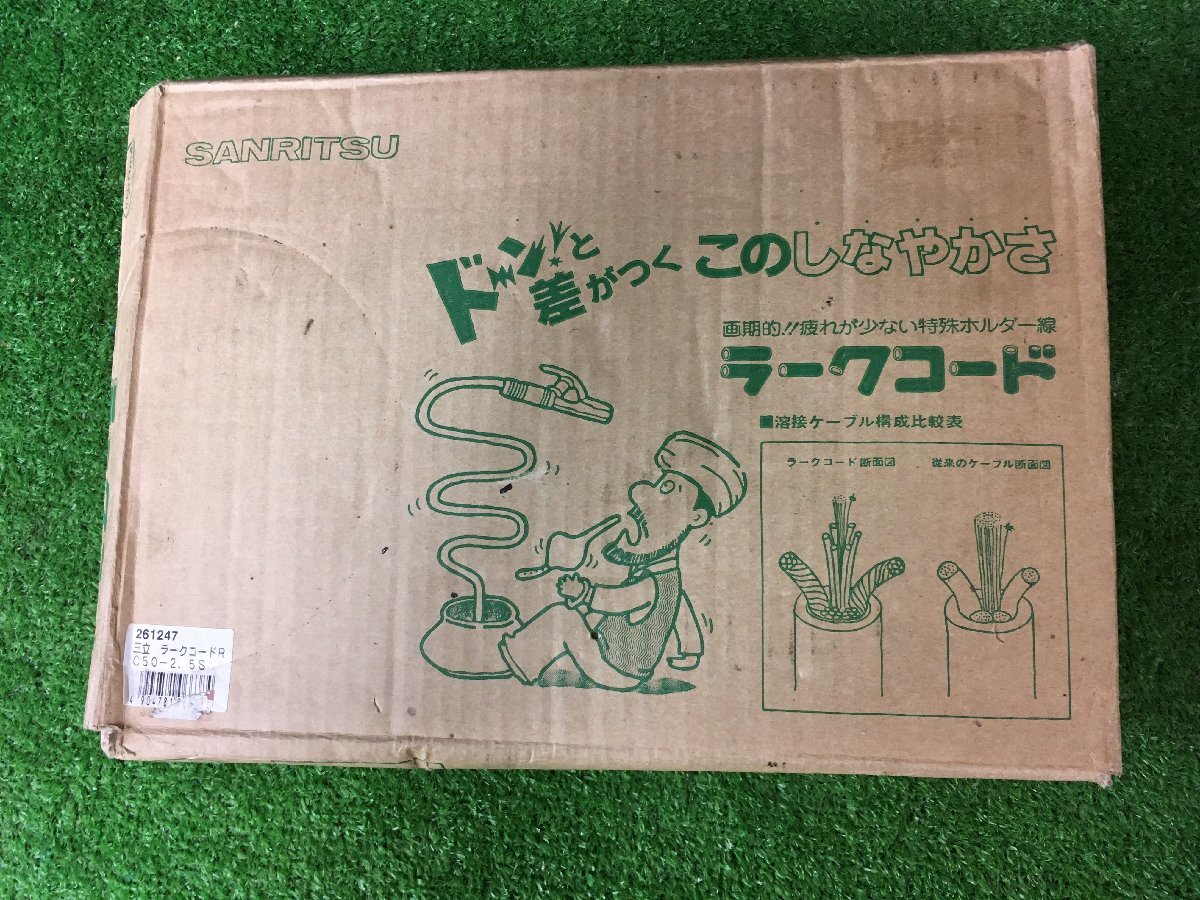 SANRITSU
ドーン!と
差がつく
このしなやかさ
画期的!!疲れが少ない特殊ホルダー線
ラークコード
■溶接ケーブル構成比較表
ラークコード断面図
従来のケーブル断面図
261247
三立 ラークコードR
C50-2.5S